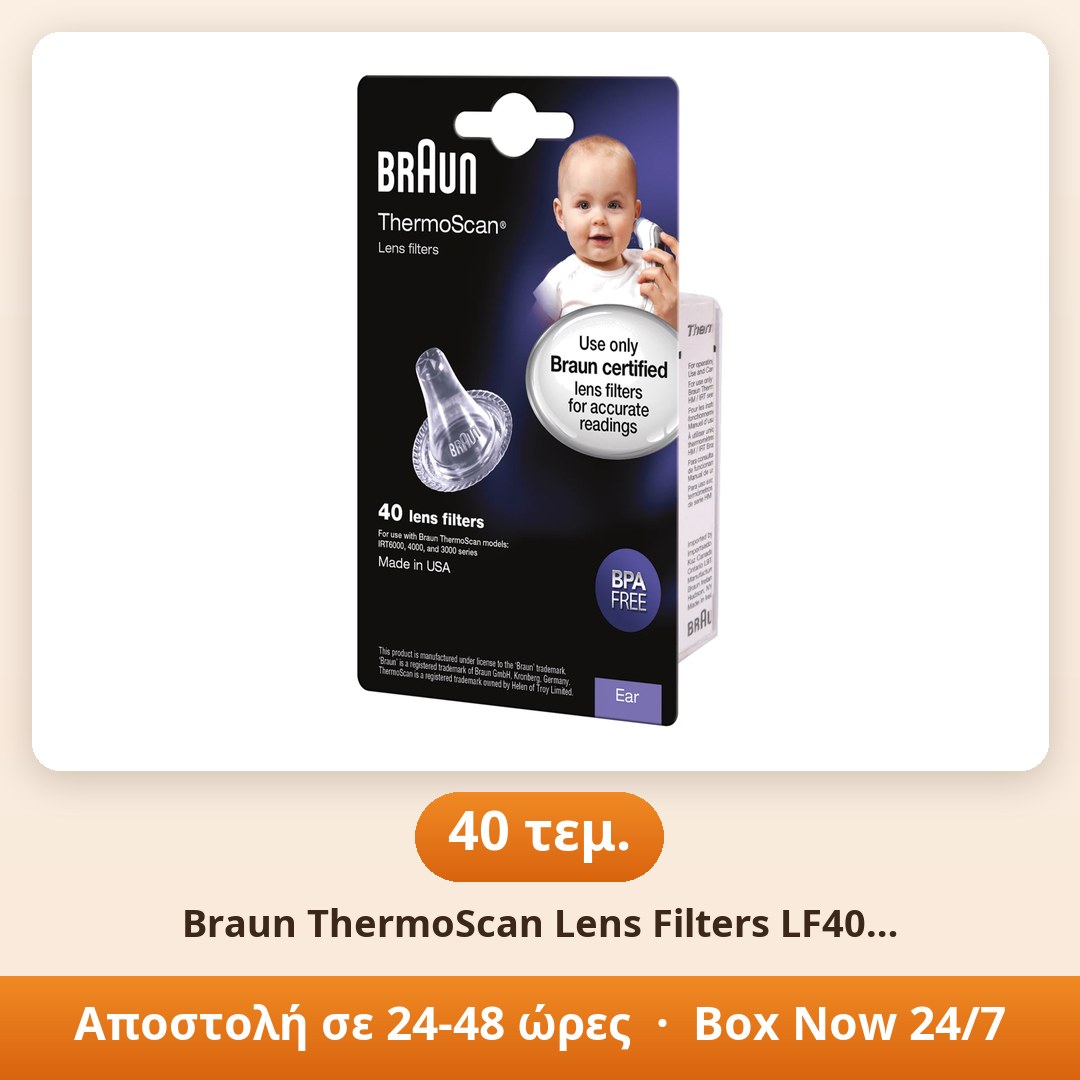 BRAUN
ThermoScan®
Lens filters
Use only
Braun certified
lens filters
for accurate
readings
BRAUN
40 lens filters
For use with Braun ThermoScan models:
IRT6000, 4000, and 3000 series
Made in USA
BPA
FREE
This product is manufactured under license to the 'Braun' trademark.
'Braun' is a registered trademark of Braun GmbH, Kronberg, Germany.
ThermoScan is a registered trademark owned by Helen of Troy Limited.
Ear
40 τεμ.
Braun ThermoScan Lens Filters LF40...
Αποστολή σε 24-48 ώρες · Box Now 24/7